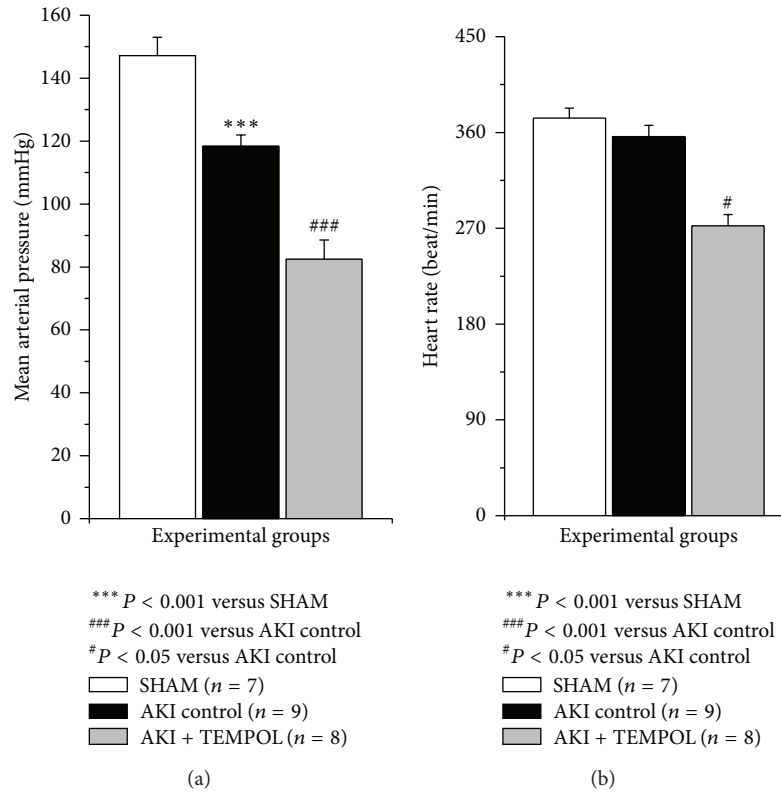 160
140
120
100
80
60
40
20
0
Mean arterial pressure (mmHg)
***
###
Experimental groups
*** P < 0.001 versus SHAM
### P < 0.001 versus AKI control
# P < 0.05 versus AKI control
SHAM (n = 7)
AKI control (n = 9)
AKI + TEMPOL (n = 8)
(a)
450
360
270
180
90
0
Heart rate (beat/min)
#
Experimental groups
*** P < 0.001 versus SHAM
### P < 0.001 versus AKI control
# P < 0.05 versus AKI control
SHAM (n = 7)
AKI control (n = 9)
AKI + TEMPOL (n = 8)
(b)